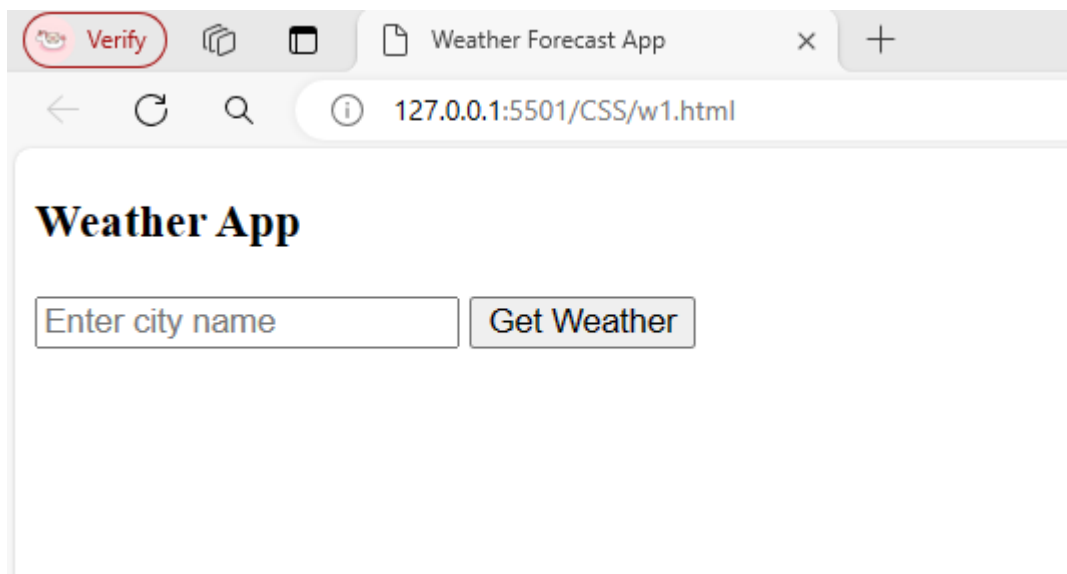 Verify
Weather Forecast App
127.0.0.1:5501/CSS/w1.html
Weather App
Enter city name Get Weather